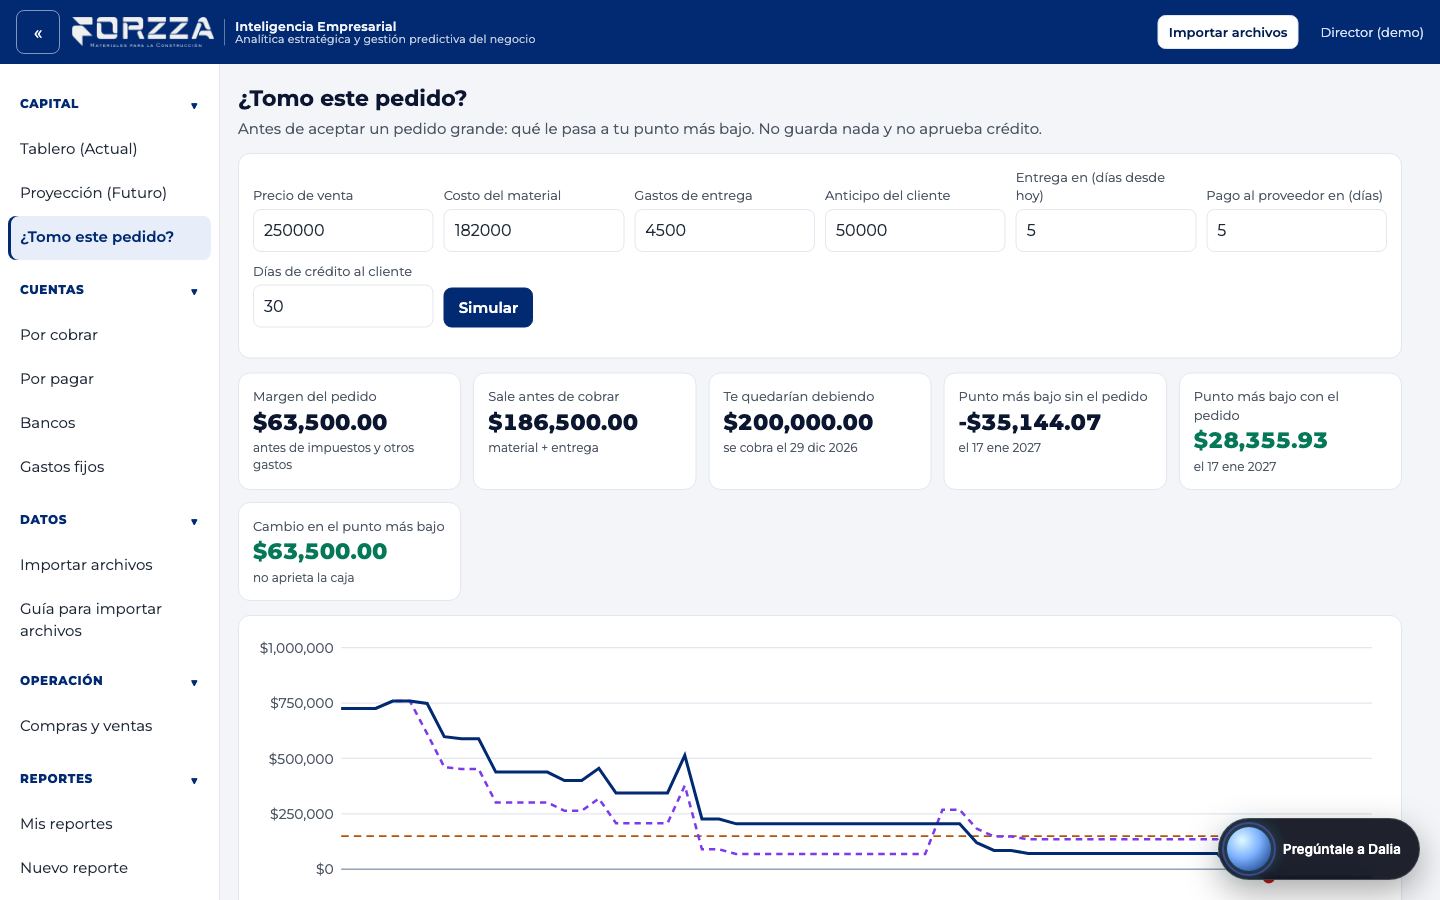 «
FORZZA
Materiales para la Construcción
Inteligencia Empresarial
Analítica estratégica y gestión predictiva del negocio
Importar archivos
Director (demo)
CAPITAL
Tablero (Actual)
Proyección (Futuro)
¿Tomo este pedido?
CUENTAS
Por cobrar
Por pagar
Bancos
Gastos fijos
DATOS
Importar archivos
Guía para importar
archivos
OPERACIÓN
Compras y ventas
REPORTES
Mis reportes
Nuevo reporte
¿Tomo este pedido?
Antes de aceptar un pedido grande: qué le pasa a tu punto más bajo. No guarda nada y no aprueba crédito.
Precio de venta
250000
Costo del material
182000
Gastos de entrega
4500
Anticipo del cliente
50000
Entrega en (días desde
hoy)
5
Pago al proveedor en (días)
5
Días de crédito al cliente
30
Simular
Margen del pedido
$63,500.00
antes de impuestos y otros
gastos
Sale antes de cobrar
$186,500.00
material + entrega
Te quedarían debiendo
$200,000.00
se cobra el 29 dic 2026
Punto más bajo sin el pedido
-$35,144.07
el 17 ene 2027
Punto más bajo con el
pedido
$28,355.93
el 17 ene 2027
Cambio en el punto más bajo
$63,500.00
no aprieta la caja
$1,000,000
$750,000
$500,000
$250,000
$0
Pregúntale a Dalia